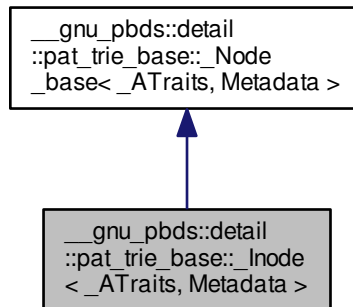 __gnu_pbds::detail
::pat_trie_base::_Node
_base< _ATraits, Metadata >
__gnu_pbds::detail
::pat_trie_base::_Inode
< _ATraits, Metadata >